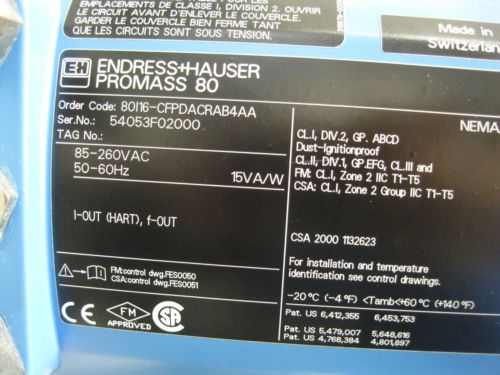 EMPLACEMENTS DE CLASSE I, DIVISION 2. OUVRIR
LE CIRCUIT AVANT D'ENLEVER LE COUVERCLE.
GARDER LE COUVERCLE BIEN FERME TANT
QUE LES CIRCUITS SONT SOUS TENSION.
Made in
Switzerland
E+H
ENDRESS+HAUSER
PROMASS 80
Order Code: 80I16-CFPDACRAB4AA
Ser.No.: 54053F02000
TAG No.:
85-260VAC
50-60Hz
15VA/W
I-OUT (HART), f-OUT
FM:control dwg.FES0050
CSA:control dwg.FES0051
CE
FM
APPROVED
SA
NEMA
CL.I, DIV.2, GP. ABCD
Dust-Ignitionproof
CL.II, DIV.1, GP.EFG, CL.III and
FM: CL.I, Zone 2 IIC T1-T5
CSA: CL.I, Zone 2 Group IIC T1-T5
CSA 2000 1132623
For installation and temperature
identification see control drawings.
-20°C (-4°F) <Tamb<+60°C (+140°F)
Pat. US 6,412,355 6,453,753
Pat. US 5,479,007 5,648,616
Pat. US 4,768,384 4,801,897